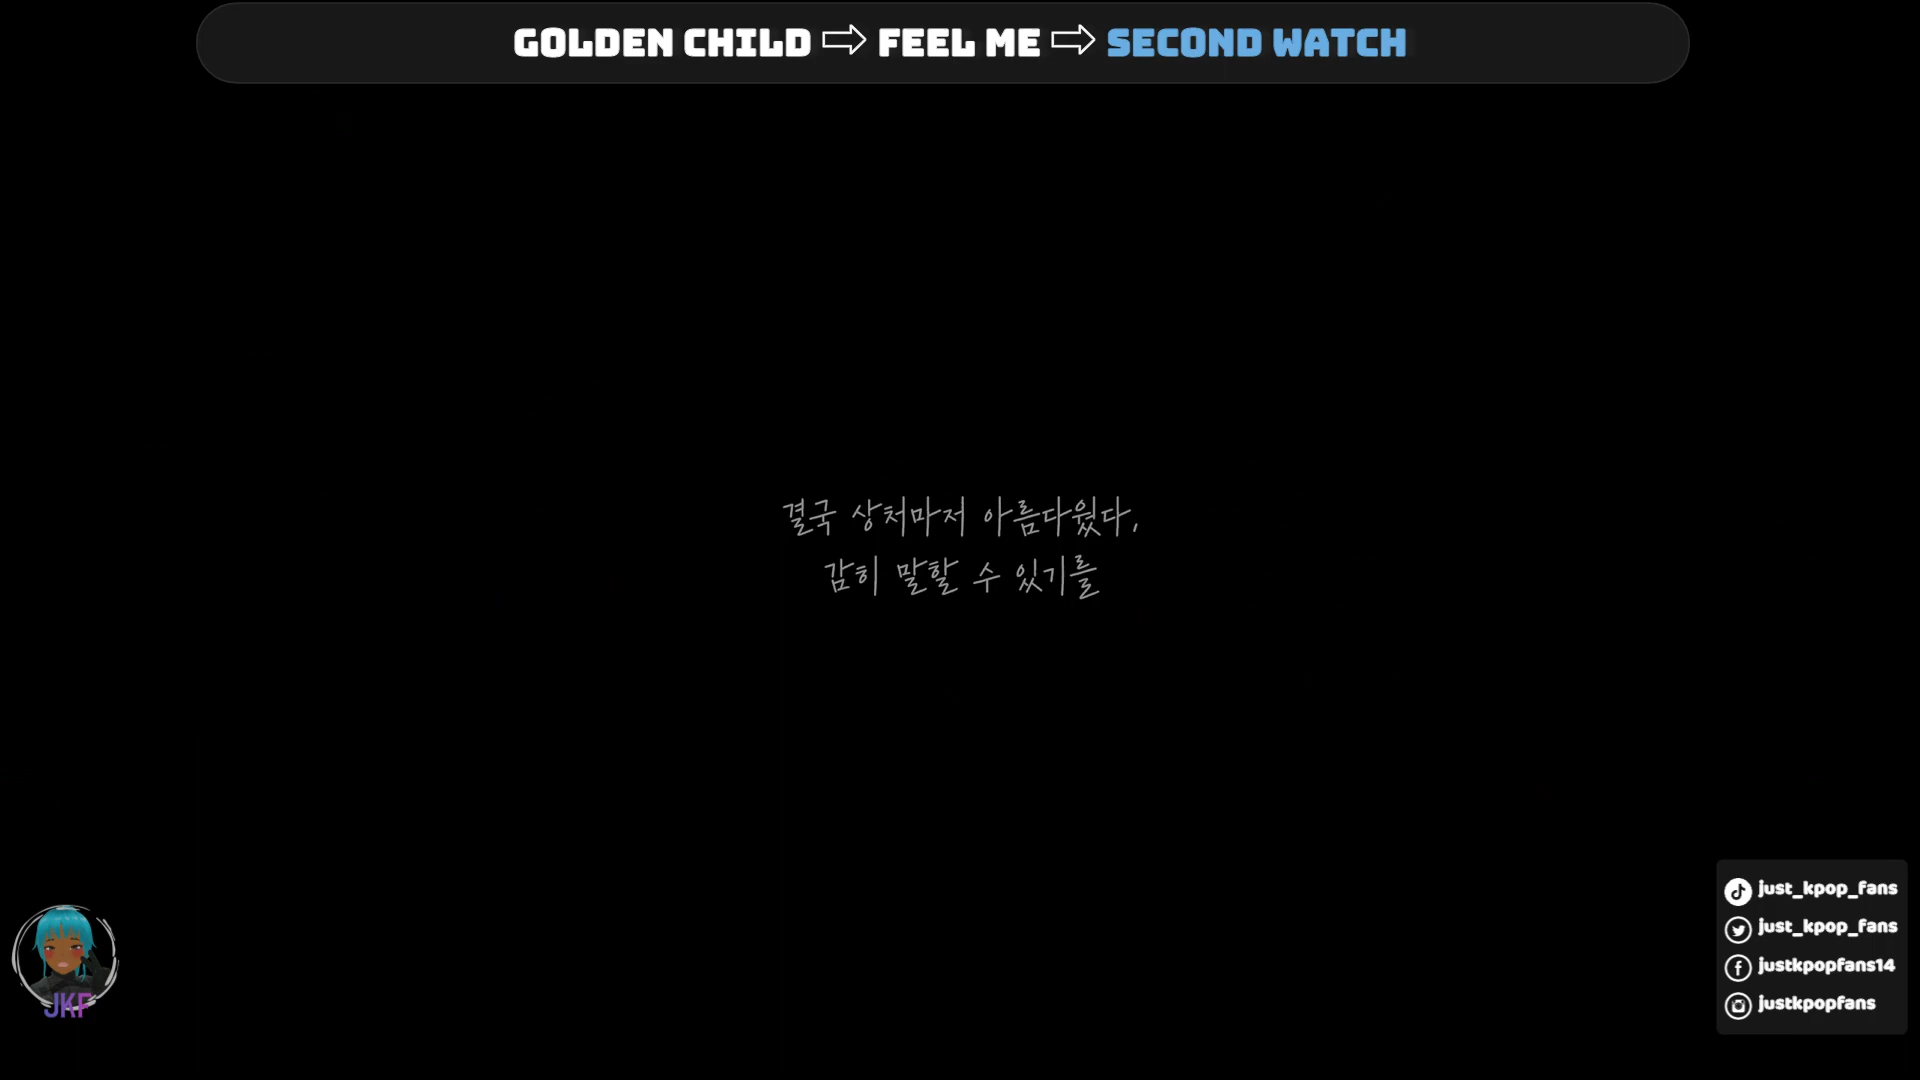 GOLDEN CHILD ⇨ FEEL ME ⇨ SECOND WATCH
결국 상처마저 아름다웠다,
감히 말할 수 있기를
just_kpop_fans
just_kpop_fans
justkpopfans14
justkpopfans
JKF